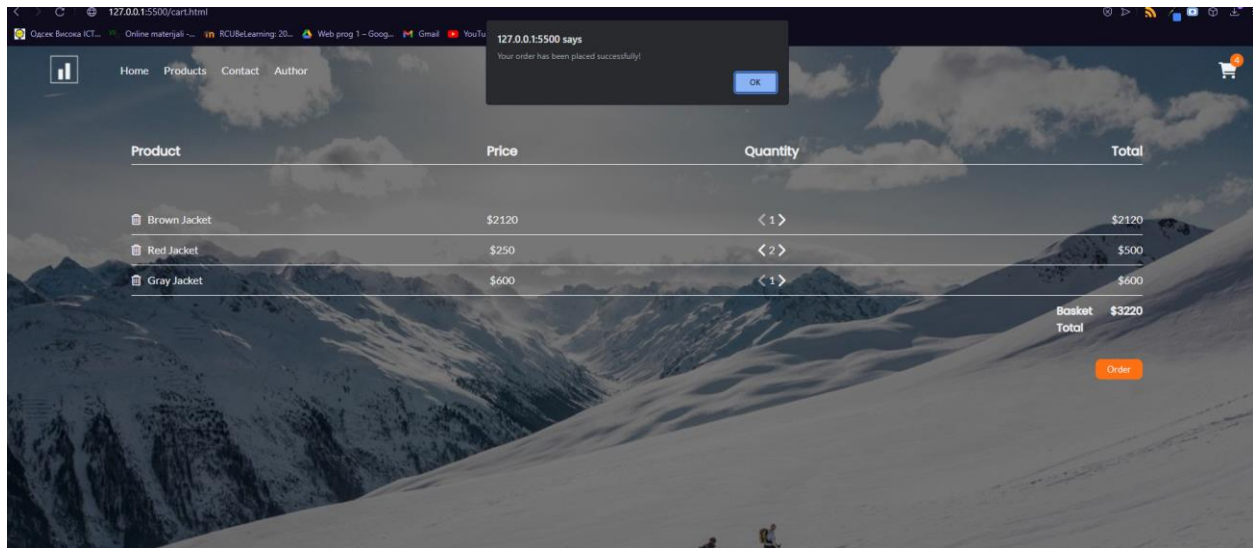 127.0.0.1:5500/cart.html
Одсек Висока ICT... Online materijali -... RCUBeLearning: 20... Web prog 1 – Goog... Gmail YouTu
127.0.0.1:5500 says
Your order has been placed successfully!
OK
Home Products Contact Author
4
Product Price Quantity Total
Brown Jacket $2120 1 $2120
Red Jacket $250 2 $500
Gray Jacket $600 1 $600
Basket $3220
Total
Order